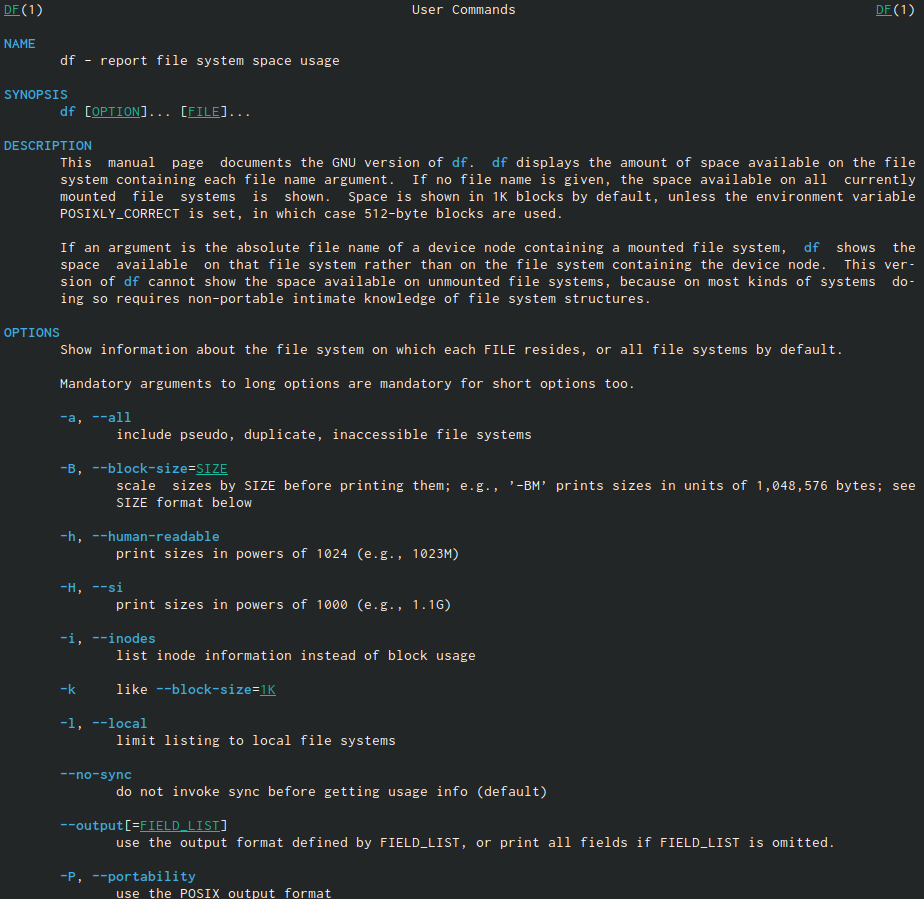 DF(1) User Commands DF(1)
NAME
df - report file system space usage
SYNOPSIS
df [OPTION]... [FILE]...
DESCRIPTION
This manual page documents the GNU version of df. df displays the amount of space available on the file
system containing each file name argument. If no file name is given, the space available on all currently
mounted file systems is shown. Space is shown in 1K blocks by default, unless the environment variable
POSIXLY_CORRECT is set, in which case 512-byte blocks are used.
If an argument is the absolute file name of a device node containing a mounted file system, df shows the
space available on that file system rather than on the file system containing the device node. This ver-
sion of df cannot show the space available on unmounted file systems, because on most kinds of systems do-
ing so requires non-portable intimate knowledge of file system structures.
OPTIONS
Show information about the file system on which each FILE resides, or all file systems by default.
Mandatory arguments to long options are mandatory for short options too.
-a, --all
include pseudo, duplicate, inaccessible file systems
-B, --block-size=SIZE
scale sizes by SIZE before printing them; e.g., ’-BM’ prints sizes in units of 1,048,576 bytes; see
SIZE format below
-h, --human-readable
print sizes in powers of 1024 (e.g., 1023M)
-H, --si
print sizes in powers of 1000 (e.g., 1.1G)
-i, --inodes
list inode information instead of block usage
-k like --block-size=1K
-l, --local
limit listing to local file systems
--no-sync
do not invoke sync before getting usage info (default)
--output[=FIELD_LIST]
use the output format defined by FIELD_LIST, or print all fields if FIELD_LIST is omitted.
-P, --portability
use the POSIX output format